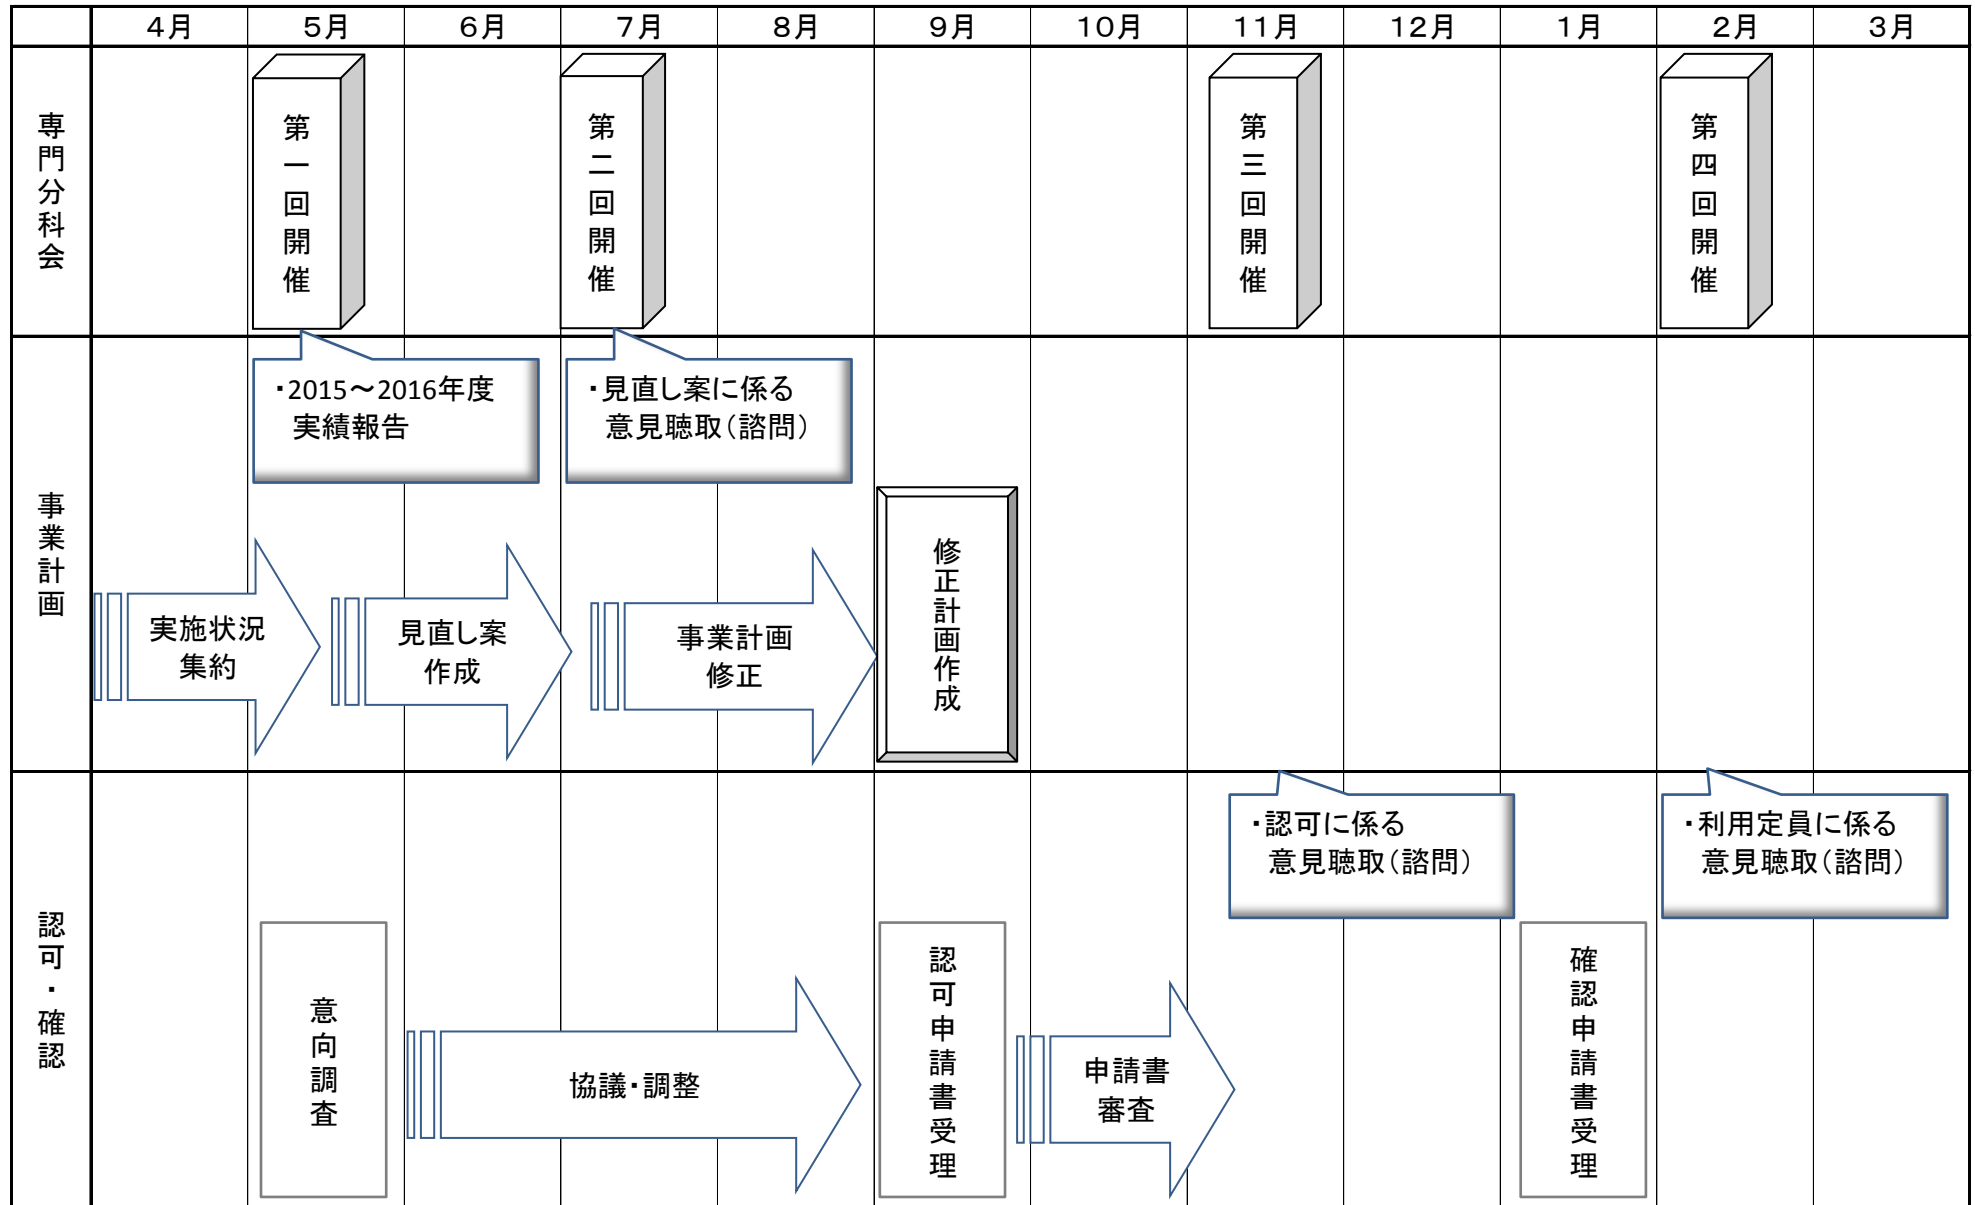 4月 5月 6月 7月 8月 9月 10月 11月 12月 1月 2月 3月
専門分科会
第一回開催
第二回開催
第三回開催
第四回開催
事業計画
・2015～2016年度
実績報告
・見直し案に係る
意見聴取（諮問）
実施状況
集約
見直し案
作成
事業計画
修正
修正計画作成
認可・確認
・認可に係る
意見聴取（諮問）
・利用定員に係る
意見聴取（諮問）
意向調査
協議・調整
認可申請書受理
申請書
審査
確認申請書受理